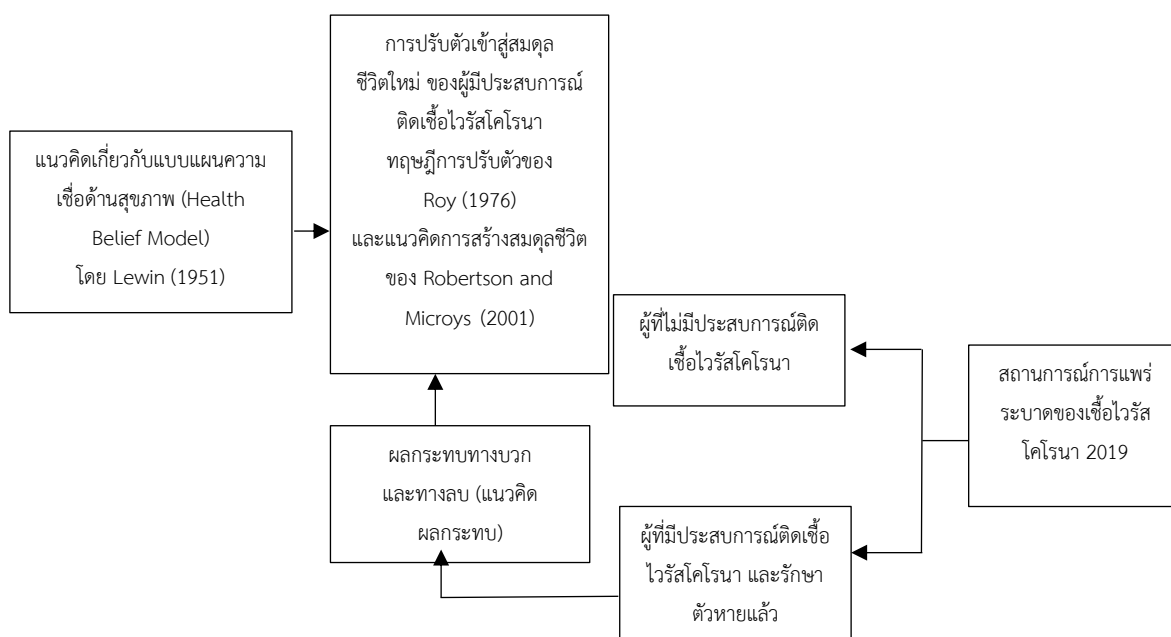 แนวคิดเกี่ยวกับแบบแผนความ
เชื่อด้านสุขภาพ (Health
Belief Model)
โดย Lewin (1951)
การปรับตัวเข้าสู่สมดุล
ชีวิตใหม่ ของผู้มีประสบการณ์
ติดเชื้อไวรัสโคโรนา
ทฤษฎีการปรับตัวของ
Roy (1976)
และแนวคิดการสร้างสมดุลชีวิต
ของ Robertson and
Microys (2001)
ผลกระทบทางบวก
และทางลบ (แนวคิด
ผลกระทบ)
ผู้ที่ไม่มีประสบการณ์ติด
เชื้อไวรัสโคโรนา
ผู้ที่มีประสบการณ์ติดเชื้อ
ไวรัสโคโรนา และรักษา
ตัวหายแล้ว
สถานการณ์การแพร่
ระบาดของเชื้อไวรัส
โคโรนา 2019